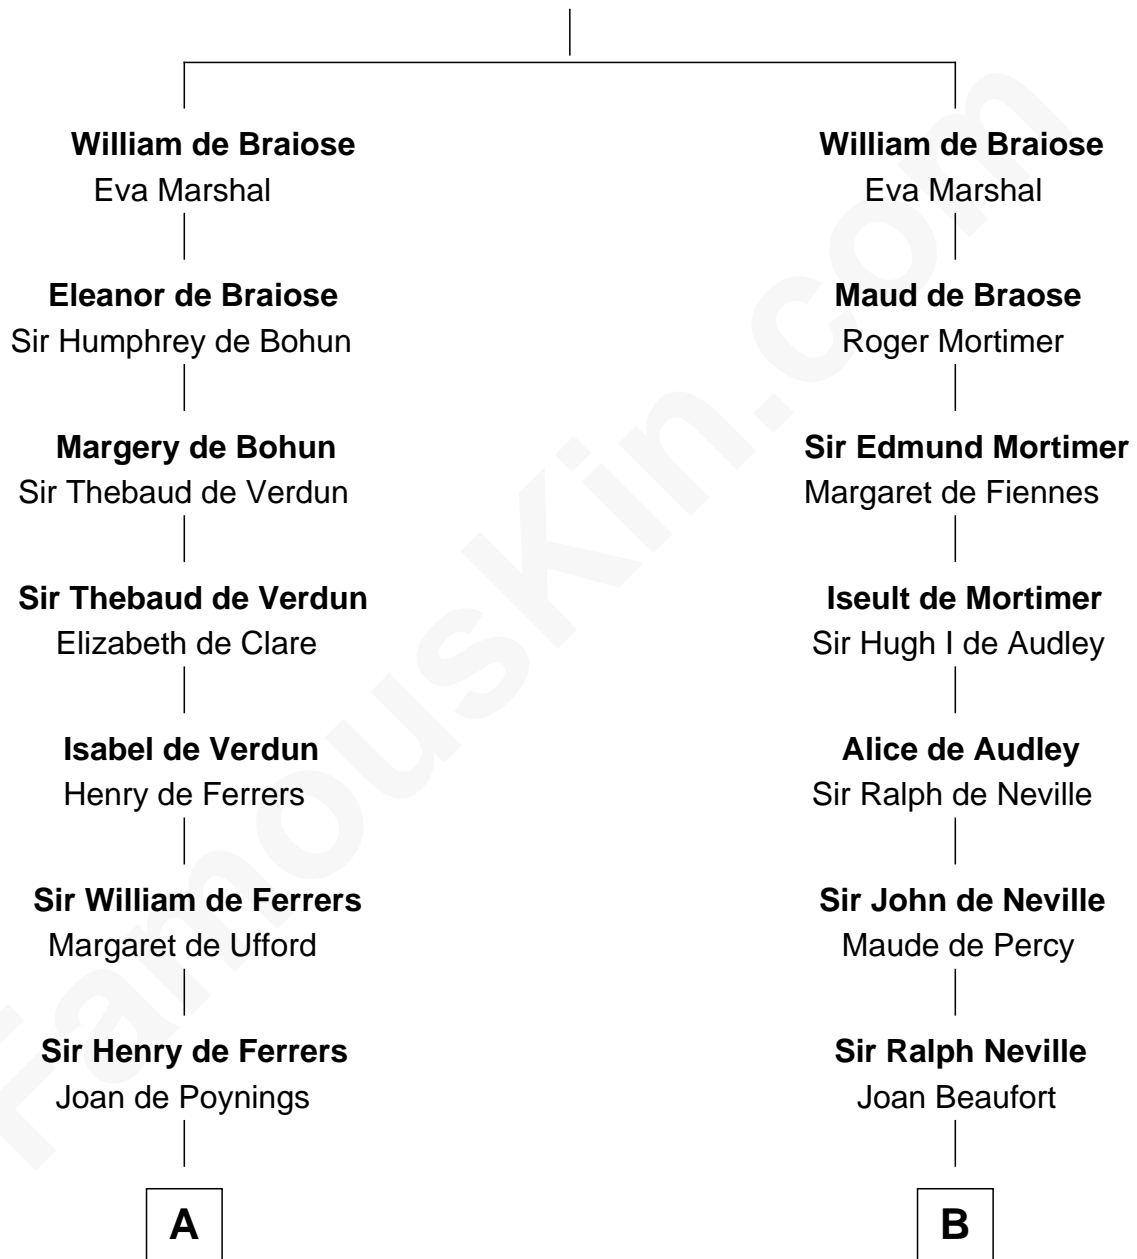 William de Braiose
Eva Marshal
Eleanor de Braiose
Sir Humphrey de Bohun
Margery de Bohun
Sir Thebaud de Verdun
Sir Thebaud de Verdun
Elizabeth de Clare
Isabel de Verdun
Henry de Ferrers
Sir William de Ferrers
Margaret de Ufford
Sir Henry de Ferrers
Joan de Poynings
A
William de Braiose
Eva Marshal
Maud de Braose
Roger Mortimer
Sir Edmund Mortimer
Margaret de Fiennes
Iseult de Mortimer
Sir Hugh I de Audley
Alice de Audley
Sir Ralph de Neville
Sir John de Neville
Maude de Percy
Sir Ralph Neville
Joan Beaufort
B
FamousKin.com